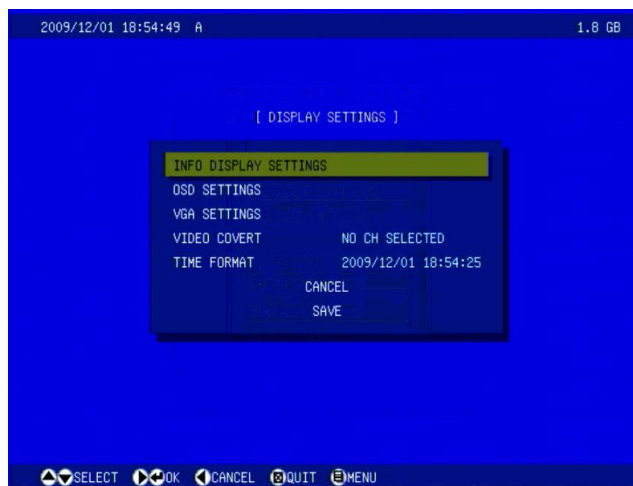 2009/12/01 18:54:49 A 1.8 GB
[ DISPLAY SETTINGS ]
INFO DISPLAY SETTINGS
OSD SETTINGS
VGA SETTINGS
VIDEO COVERT NO CH SELECTED
TIME FORMAT 2009/12/01 18:54:25
CANCEL
SAVE
SELECT OK CANCEL QUIT MENU